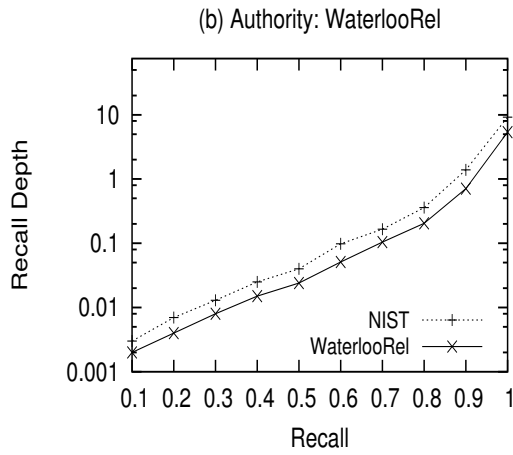 (b) Authority: WaterlooRel
Recall Depth
10
1
0.1
0.01
0.001
NIST
WaterlooRel
0.1 0.2 0.3 0.4 0.5 0.6 0.7 0.8 0.9 1
Recall